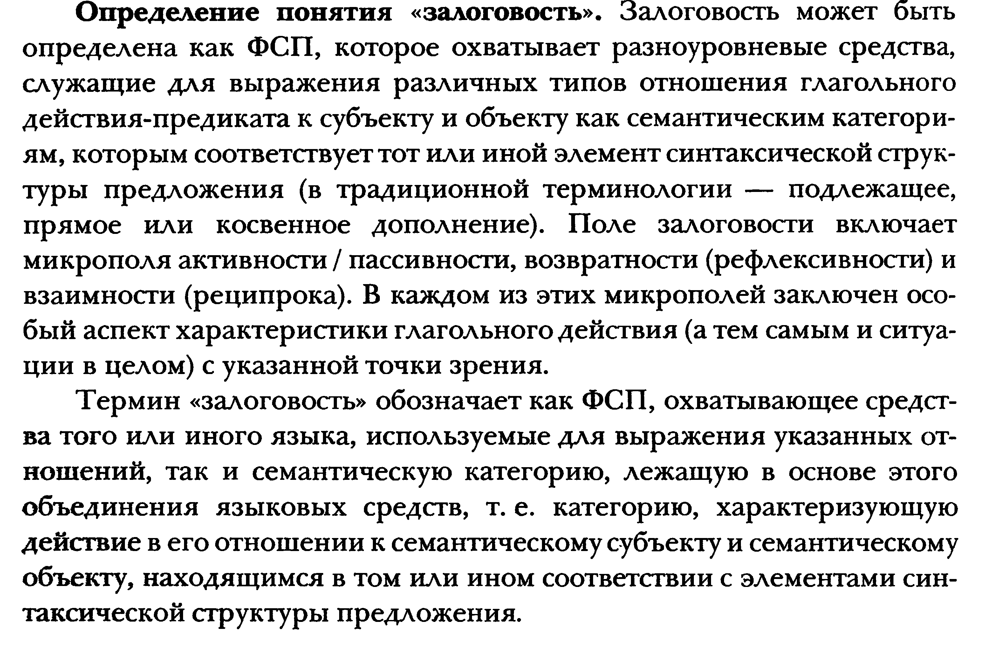 Определение понятия «залоговость». Залоговость может быть
определена как ФСП, которое охватывает разноуровневые средства,
служащие для выражения различных типов отношения глагольного
действия-предиката к субъекту и объекту как семантическим категори-
ям, которым соответствует тот или иной элемент синтаксической струк-
туры предложения (в традиционной терминологии — подлежащее,
прямое или косвенное дополнение). Поле залоговости включает
микрополя активности / пассивности, возвратности (рефлексивности) и
взаимности (реципрока). В каждом из этих микрополей заключен осо-
бый аспект характеристики глагольного действия (а тем самым и ситуа-
ции в целом) с указанной точки зрения.
Термин «залоговость» обозначает как ФСП, охватывающее средст-
ва того или иного языка, используемые для выражения указанных от-
ношений, так и семантическую категорию, лежащую в основе этого
объединения языковых средств, т. е. категорию, характеризующую
действие в его отношении к семантическому субъекту и семантическому
объекту, находящимся в том или ином соответствии с элементами син-
таксической структуры предложения.